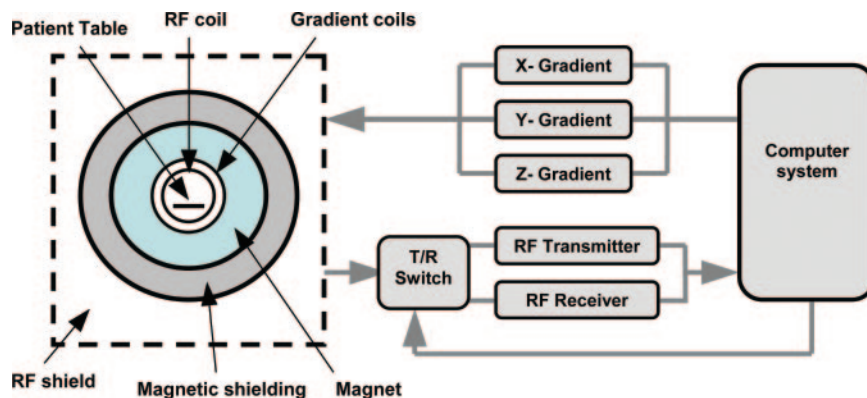 Patient Table
RF coil
Gradient coils
X- Gradient
Y- Gradient
Z- Gradient
Computer
system
T/R
Switch
RF Transmitter
RF Receiver
RF shield
Magnetic shielding
Magnet